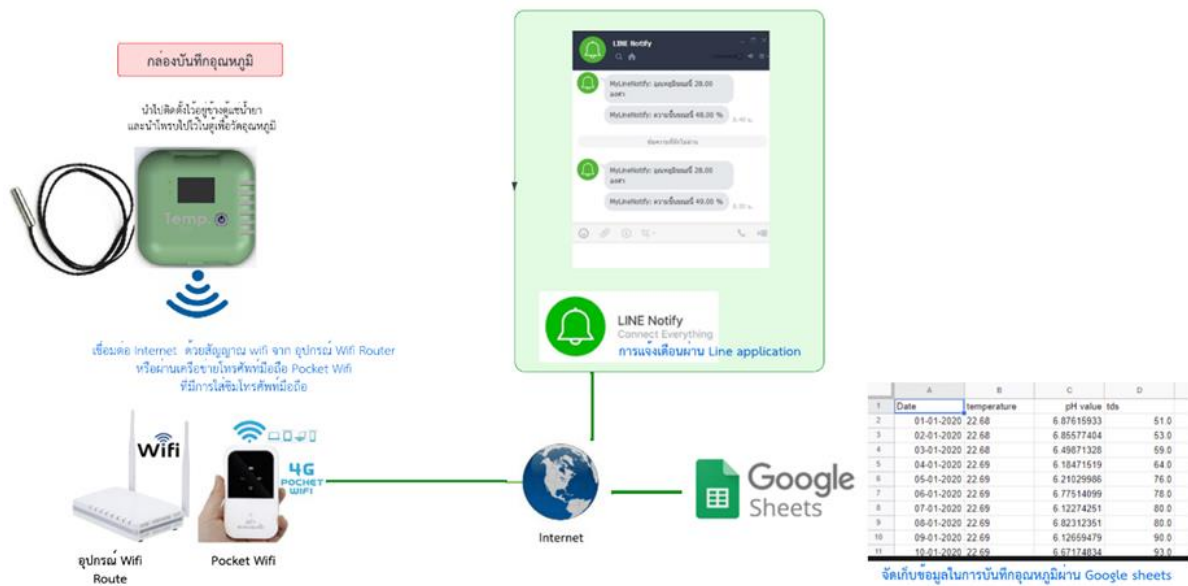 กล่องบันทึกอุณหภูมิ
นำไปติดตั้งไว้อยู่ข้างตู้แช่น้ำยา
และนำโพรบไปไว้ในตู้เพื่อวัดอุณหภูมิ
Temp.
เชื่อมต่อ Internet ด้วยสัญญาณ wifi จาก อุปกรณ์ Wifi Router
หรือผ่านเครือข่ายโทรศัพท์มือถือ Pocket Wifi
ที่มีการใส่ซิมโทรศัพท์มือถือ
Wifi
4G
POCKET
WIFI
อุปกรณ์ Wifi
Route
Pocket Wifi
LINE Notify
MyLineNotify: อุณหภูมิขณะนี้ 28.00
องศา
MyLineNotify: ความชื้นขณะนี้ 48.00 %
MyLineNotify: อุณหภูมิขณะนี้ 28.00
องศา
MyLineNotify: ความชื้นขณะนี้ 49.00 %
LINE Notify
Connect Everything
การแจ้งเตือนผ่าน Line application
Internet
Google
Sheets
A B C D
1 Date temperature pH value tds
2 01-01-2020 22.68 6.87615933 51.0
3 02-01-2020 22.68 6.85577404 53.0
4 03-01-2020 22.68 6.49871328 59.0
5 04-01-2020 22.69 6.18471519 64.0
6 05-01-2020 22.69 6.21029986 76.0
7 06-01-2020 22.69 6.77514099 78.0
8 07-01-2020 22.69 6.12274251 80.0
9 08-01-2020 22.69 6.82312351 80.0
10 09-01-2020 22.69 6.12659479 90.0
11 10-01-2020 22.69 6.67174834 93.0
จัดเก็บข้อมูลในการบันทึกอุณหภูมิผ่าน Google sheets